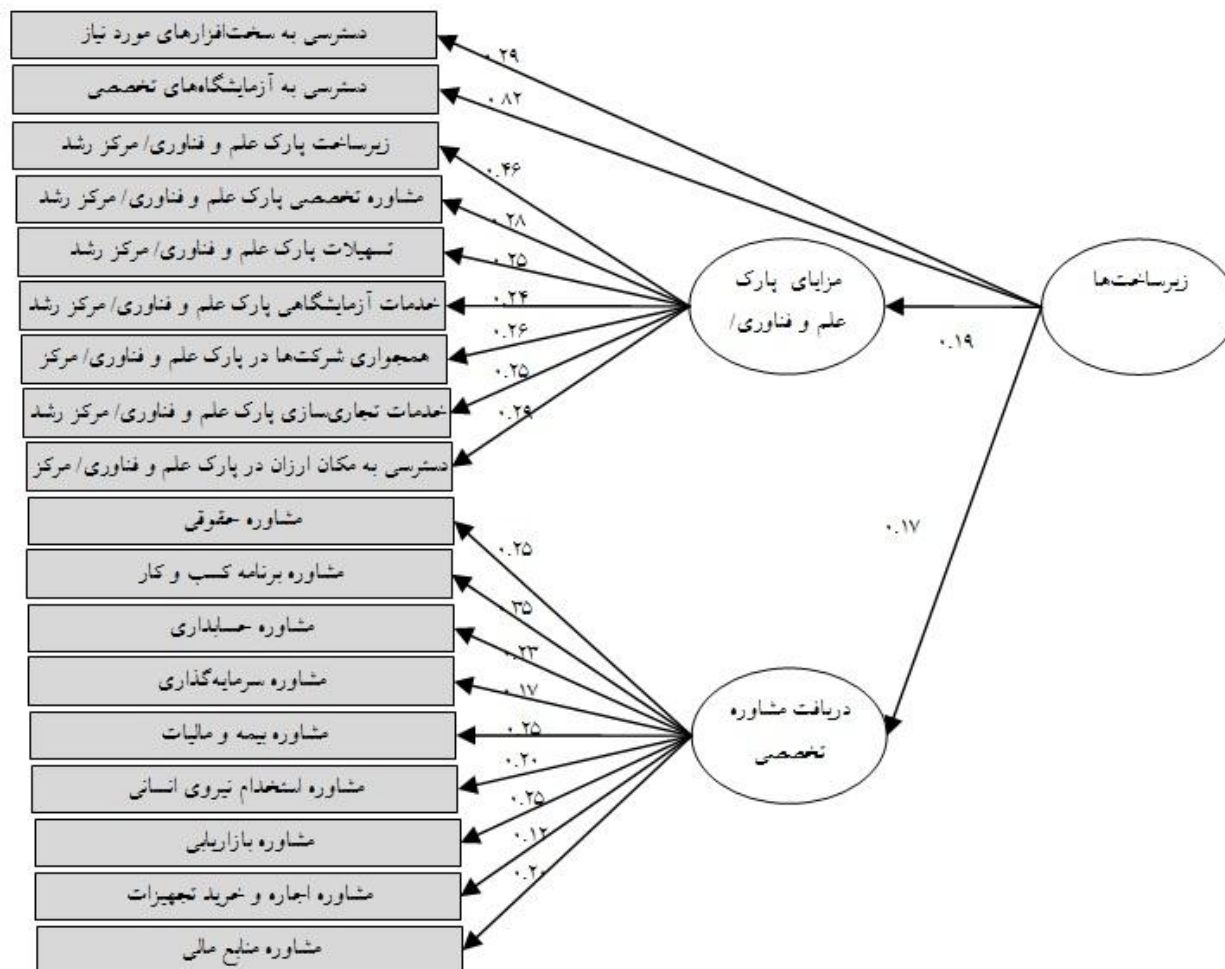 دسترسی به سخت‌افزارهای مورد نیاز
۰.۲۹
دسترسی به آزمایشگاه‌های تخصصی
۰.۸۲
زیرساخت پارک علم و فناوری/ مرکز رشد
۰.۴۶
مشاوره تخصصی پارک علم و فناوری/ مرکز رشد
۰.۲۸
تسهیلات پارک علم و فناوری/ مرکز رشد
۰.۲۵
خدمات آزمایشگاهی پارک علم و فناوری/ مرکز رشد
۰.۲۴
همجواری شرکت‌ها در پارک علم و فناوری/ مرکز
۰.۲۶
خدمات تجاری‌سازی پارک علم و فناوری/ مرکز رشد
۰.۲۵
دسترسی به مکان ارزان در پارک علم و فناوری/ مرکز
۰.۲۹
زیرساخت‌ها
مزایای پارک
علم و فناوری/
۰.۱۹
۰.۱۷
مشاوره حقوقی
۰.۲۵
مشاوره برنامه کسب و کار
۰.۳۵
مشاوره حسابداری
۰.۲۳
مشاوره سرمایه‌گذاری
۰.۱۷
مشاوره بیمه و مالیات
۰.۲۵
مشاوره استخدام نیروی انسانی
۰.۲۰
مشاوره بازاریابی
۰.۲۵
مشاوره اجاره و خرید تجهیزات
۰.۱۲
مشاوره منابع مالی
۰.۲۰
دریافت مشاوره
تخصصی